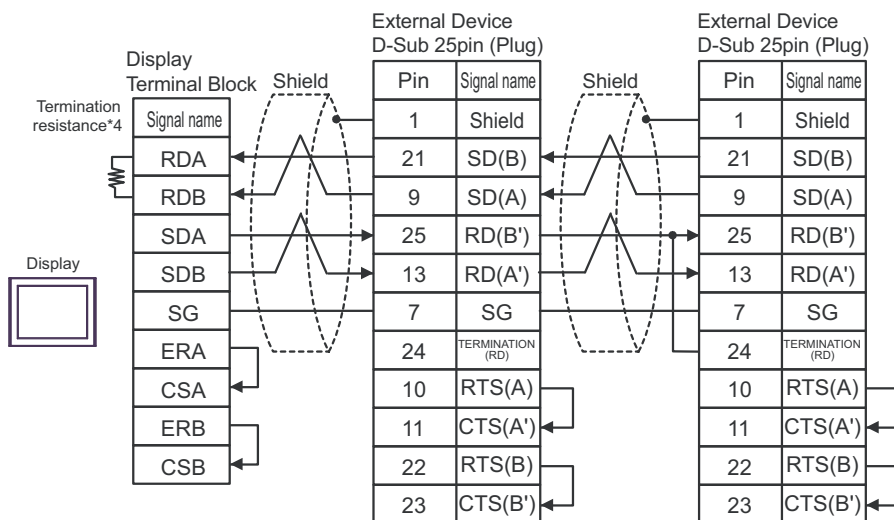 External Device
D-Sub 25pin (Plug)
External Device
D-Sub 25pin (Plug)
Display
Terminal Block
Shield
Shield
Termination
resistance*4
Display
Signal name
RDA
RDB
SDA
SDB
SG
ERA
CSA
ERB
CSB
Pin Signal name
1 Shield
21 SD(B)
9 SD(A)
25 RD(B')
13 RD(A')
7 SG
24 TERMINATION (RD)
10 RTS(A)
11 CTS(A')
22 RTS(B)
23 CTS(B')
Pin Signal name
1 Shield
21 SD(B)
9 SD(A)
25 RD(B')
13 RD(A')
7 SG
24 TERMINATION (RD)
10 RTS(A)
11 CTS(A')
22 RTS(B)
23 CTS(B')